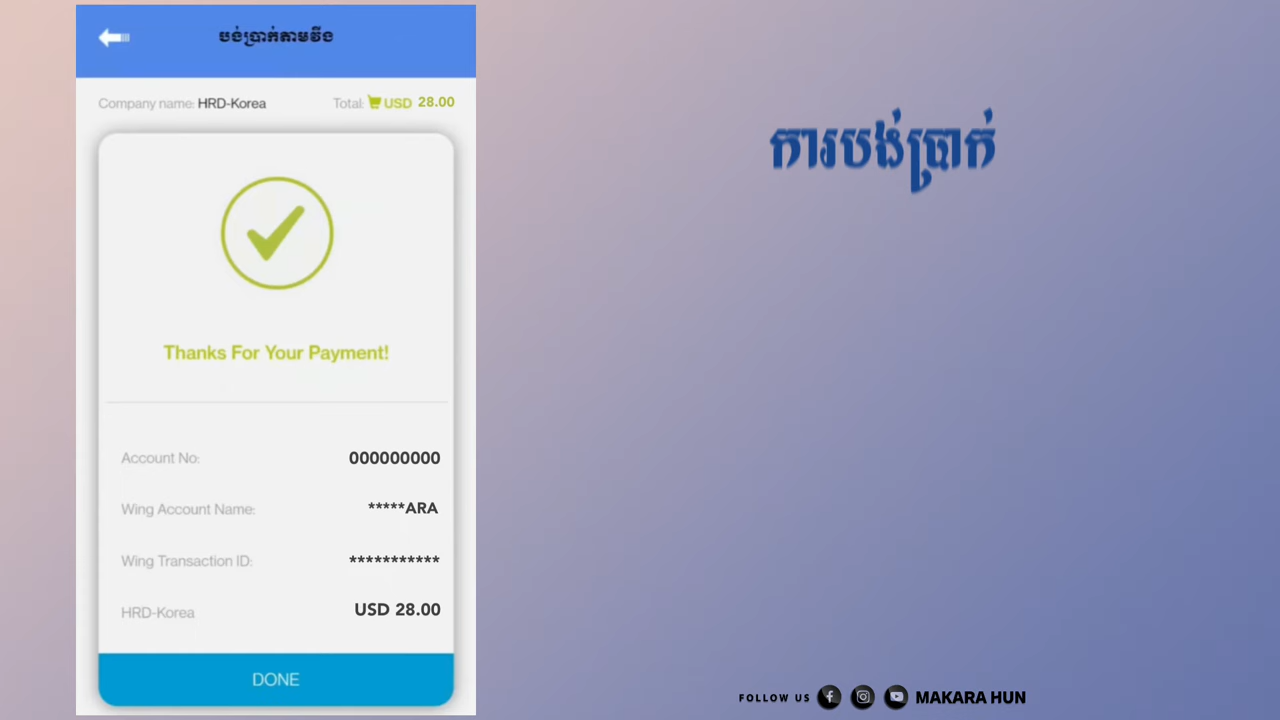 បង់ប្រាក់តាមវីង
Company name: HRD-Korea Total: USD 28.00
Thanks For Your Payment!
Account No: 000000000
Wing Account Name: *****ARA
Wing Transaction ID: ***********
HRD-Korea USD 28.00
DONE
ការបង់ប្រាក់
FOLLOW US MAKARA HUN